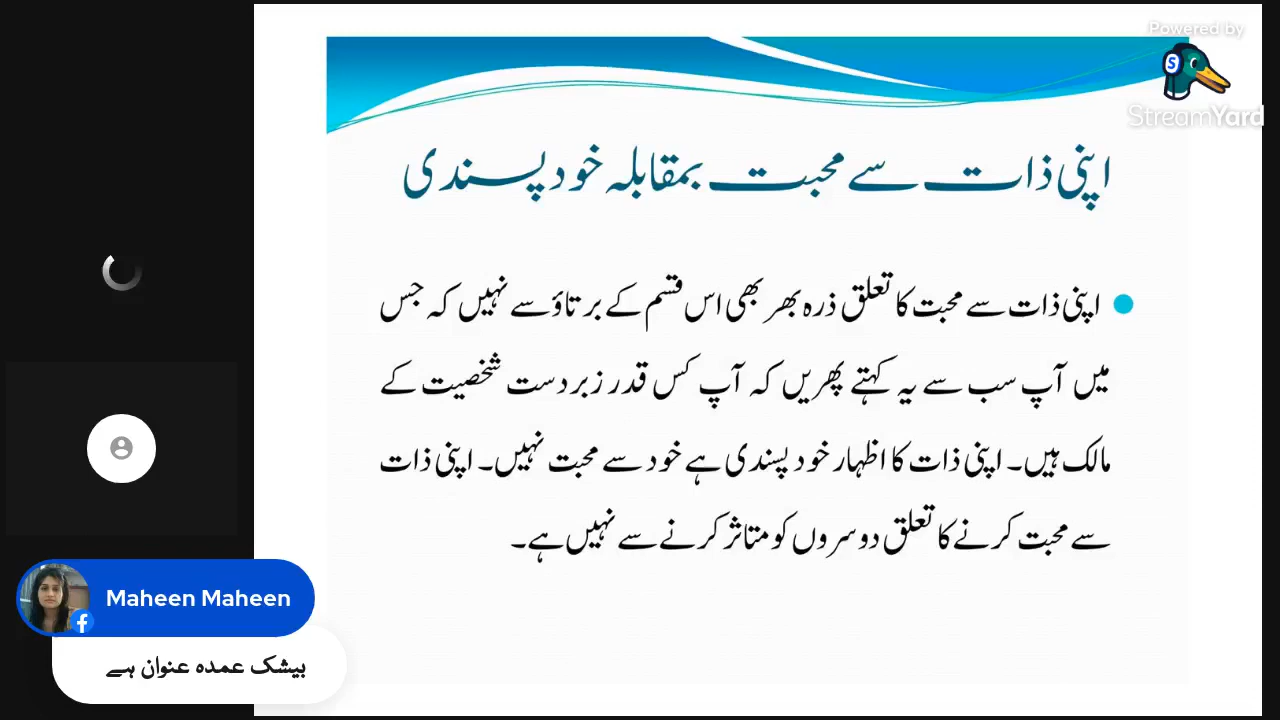 Powered by
StreamYard
اپنی ذات سے محبت بمقابلہ خود پسندی
اپنی ذات سے محبت کا تعلق ذرہ بھر بھی اس قسم کے برتاؤ سے نہیں کہ جس
میں آپ سب سے یہ کہتے پھریں کہ آپ کس قدر زبردست شخصیت کے
مالک ہیں۔ اپنی ذات کا اظہار خود پسندی ہے خود سے محبت نہیں۔ اپنی ذات
سے محبت کرنے کا تعلق دوسروں کو متاثر کرنے سے نہیں ہے۔
Maheen Maheen
بیشک عمدہ عنوان ہے